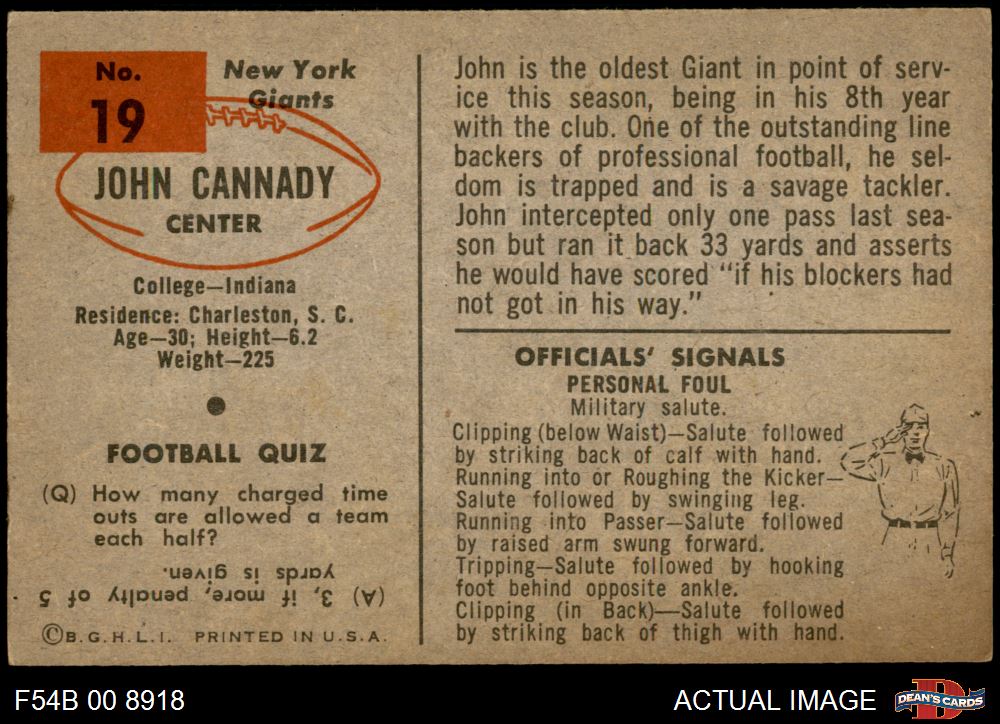 No.
19
New York
Giants
JOHN CANNADY
CENTER
College—Indiana
Residence: Charleston, S. C.
Age—30; Height—6.2
Weight—225
FOOTBALL QUIZ
(Q) How many charged time
outs are allowed a team
each half?
(A) 3, if more, penalty of 5
yards is given.
©B.G.H.L.I. PRINTED IN U.S.A.
John is the oldest Giant in point of serv-
ice this season, being in his 8th year
with the club. One of the outstanding line
backers of professional football, he sel-
dom is trapped and is a savage tackler.
John intercepted only one pass last sea-
son but ran it back 33 yards and asserts
he would have scored "if his blockers had
not got in his way."
OFFICIALS' SIGNALS
PERSONAL FOUL
Military salute.
Clipping (below Waist)—Salute followed
by striking back of calf with hand.
Running into or Roughing the Kicker—
Salute followed by swinging leg.
Running into Passer—Salute followed
by raised arm swung forward.
Tripping—Salute followed by hooking
foot behind opposite ankle.
Clipping (in Back)—Salute followed
by striking back of thigh with hand.
F54B 00 8918
ACTUAL IMAGE
D
DEAN'S CARDS